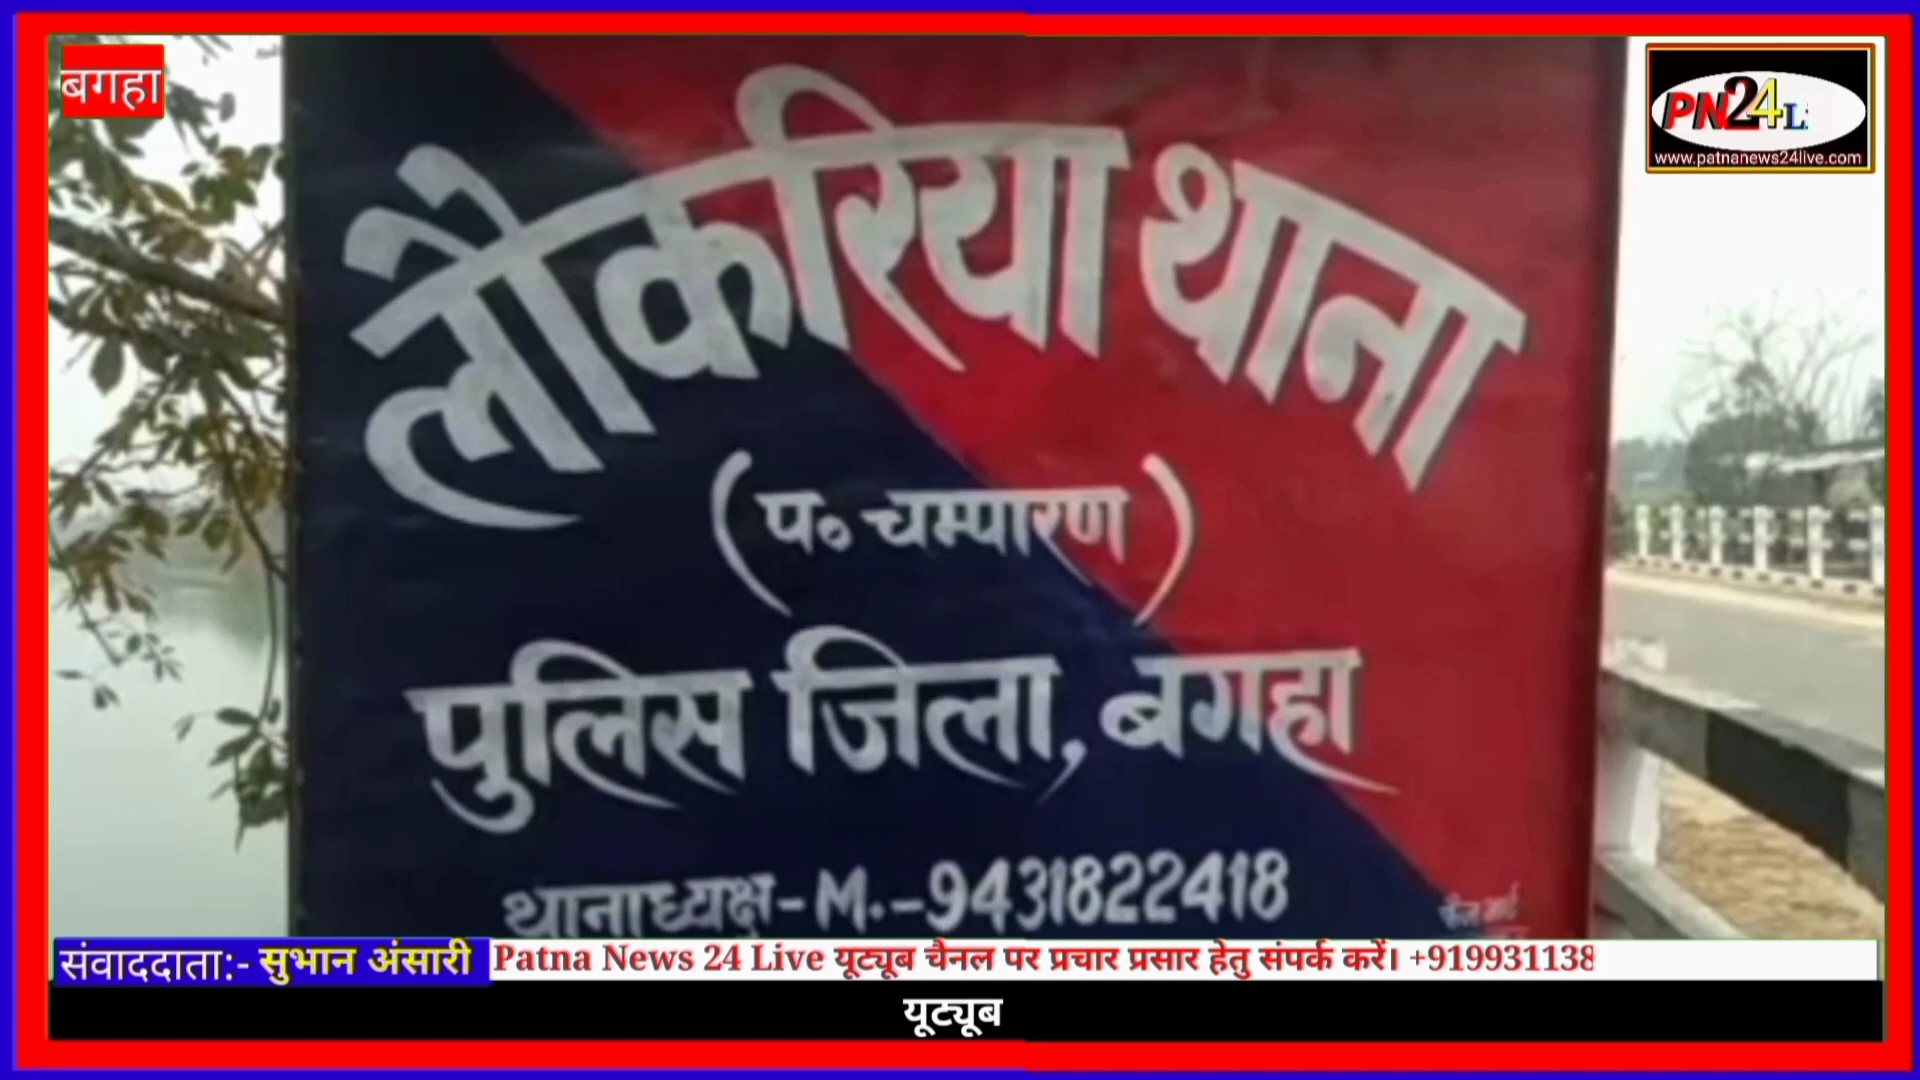 बगहा
PN24L
www.patnanews24live.com
लौकरिया थाना
(प० चम्पारण)
पुलिस जिला, बगहा
थानाध्यक्ष-M.-9431822418
संवाददाता:- सुभान अंसारी
Patna News 24 Live यूट्यूब चैनल पर प्रचार प्रसार हेतु संपर्क करें। +919931138
यूट्यूब